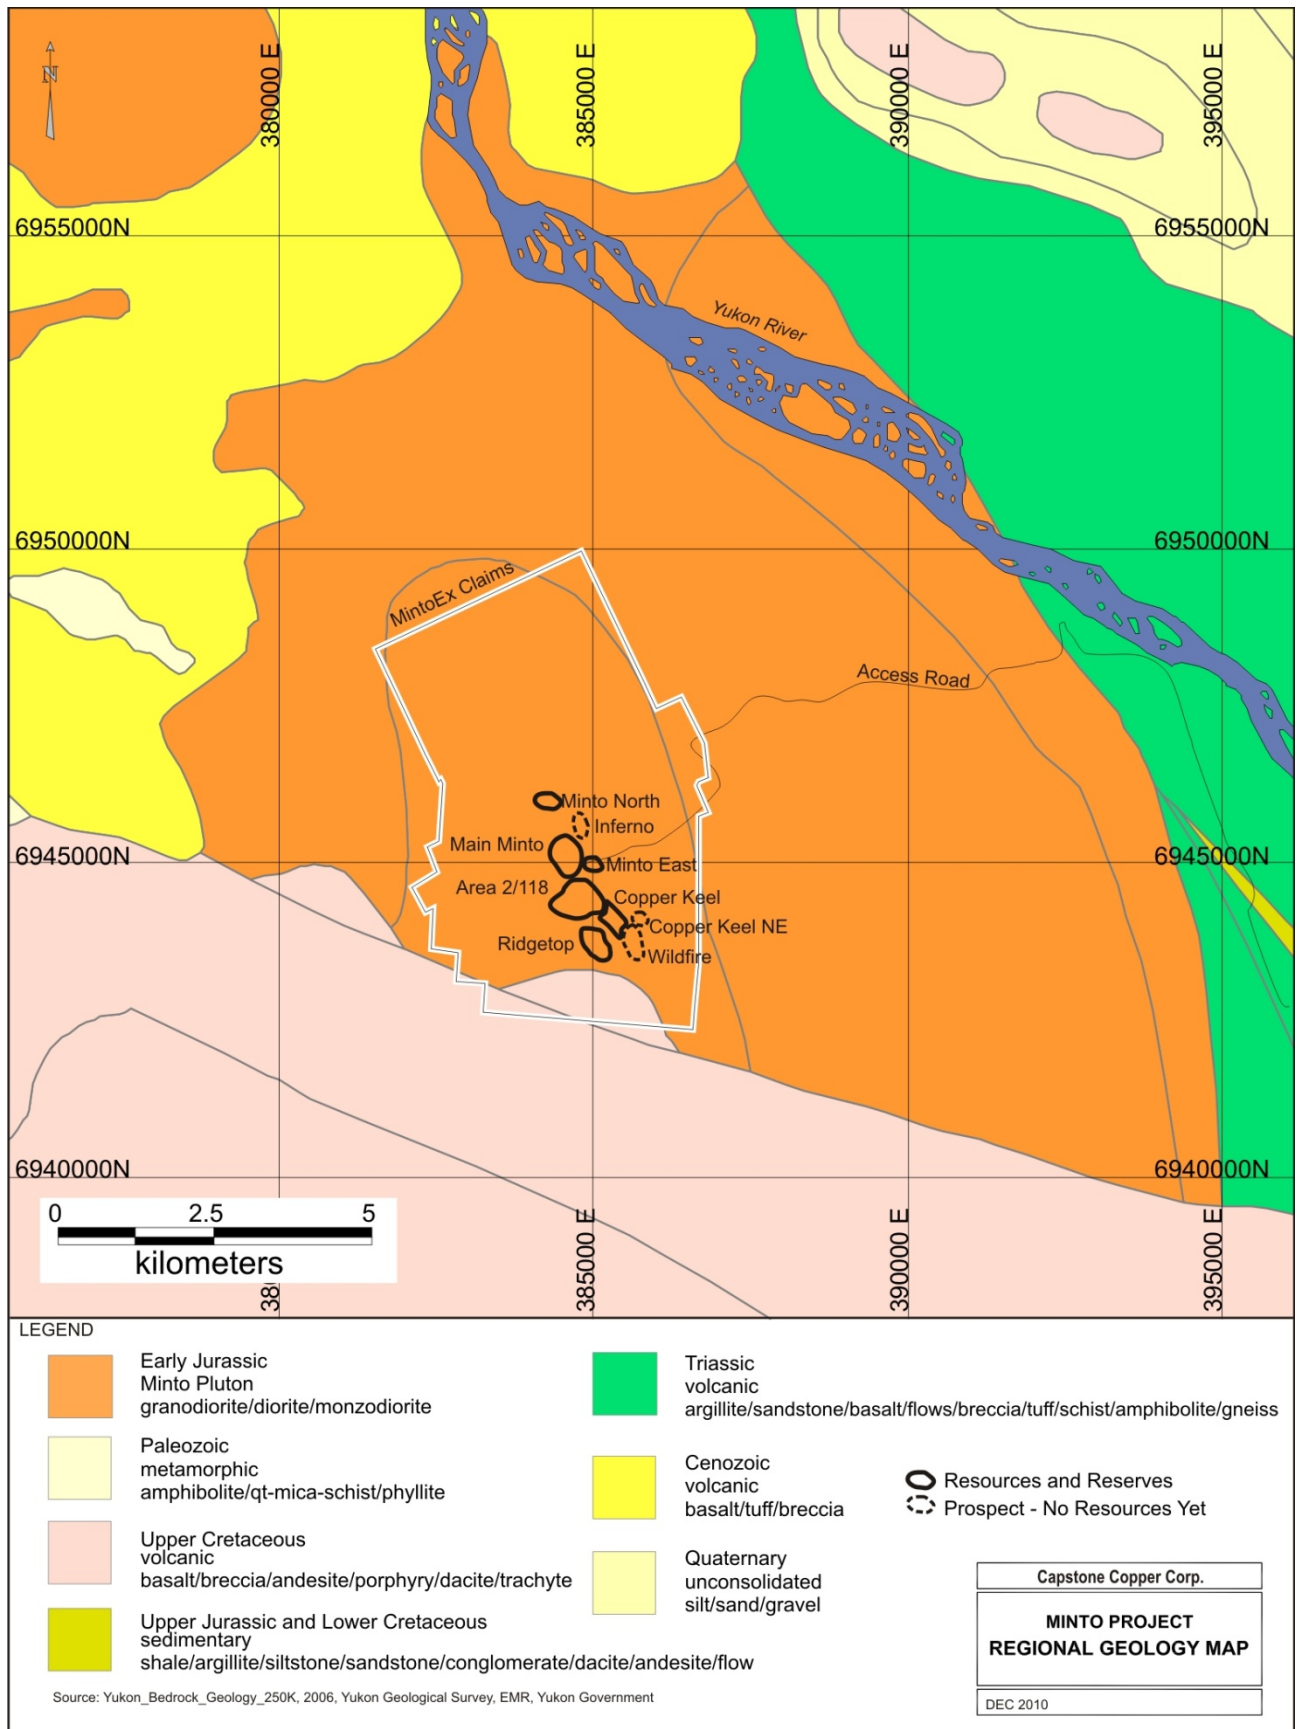 N
380000 E
385000 E
390000 E
395000 E
6955000N
6955000N
Yukon River
6950000N
6950000N
MintoEx Claims
Access Road
Minto North
Inferno
Main Minto
6945000N
Minto East
6945000N
Area 2/118
Copper Keel
Copper Keel NE
Ridgetop
Wildfire
6940000N
6940000N
0 2.5 5
kilometers
380
385000 E
390000 E
395000 E
LEGEND
Early Jurassic
Minto Pluton
granodiorite/diorite/monzodiorite
Paleozoic
metamorphic
amphibolite/qt-mica-schist/phyllite
Upper Cretaceous
volcanic
basalt/breccia/andesite/porphyry/dacite/trachyte
Upper Jurassic and Lower Cretaceous
sedimentary
shale/argillite/siltstone/sandstone/conglomerate/dacite/andesite/flow
Triassic
volcanic
argillite/sandstone/basalt/flows/breccia/tuff/schist/amphibolite/gneiss
Cenozoic
volcanic
basalt/tuff/breccia
Quaternary
unconsolidated
silt/sand/gravel
Resources and Reserves
Prospect - No Resources Yet
Capstone Copper Corp.
MINTO PROJECT
REGIONAL GEOLOGY MAP
DEC 2010
Source: Yukon_Bedrock_Geology_250K, 2006, Yukon Geological Survey, EMR, Yukon Government